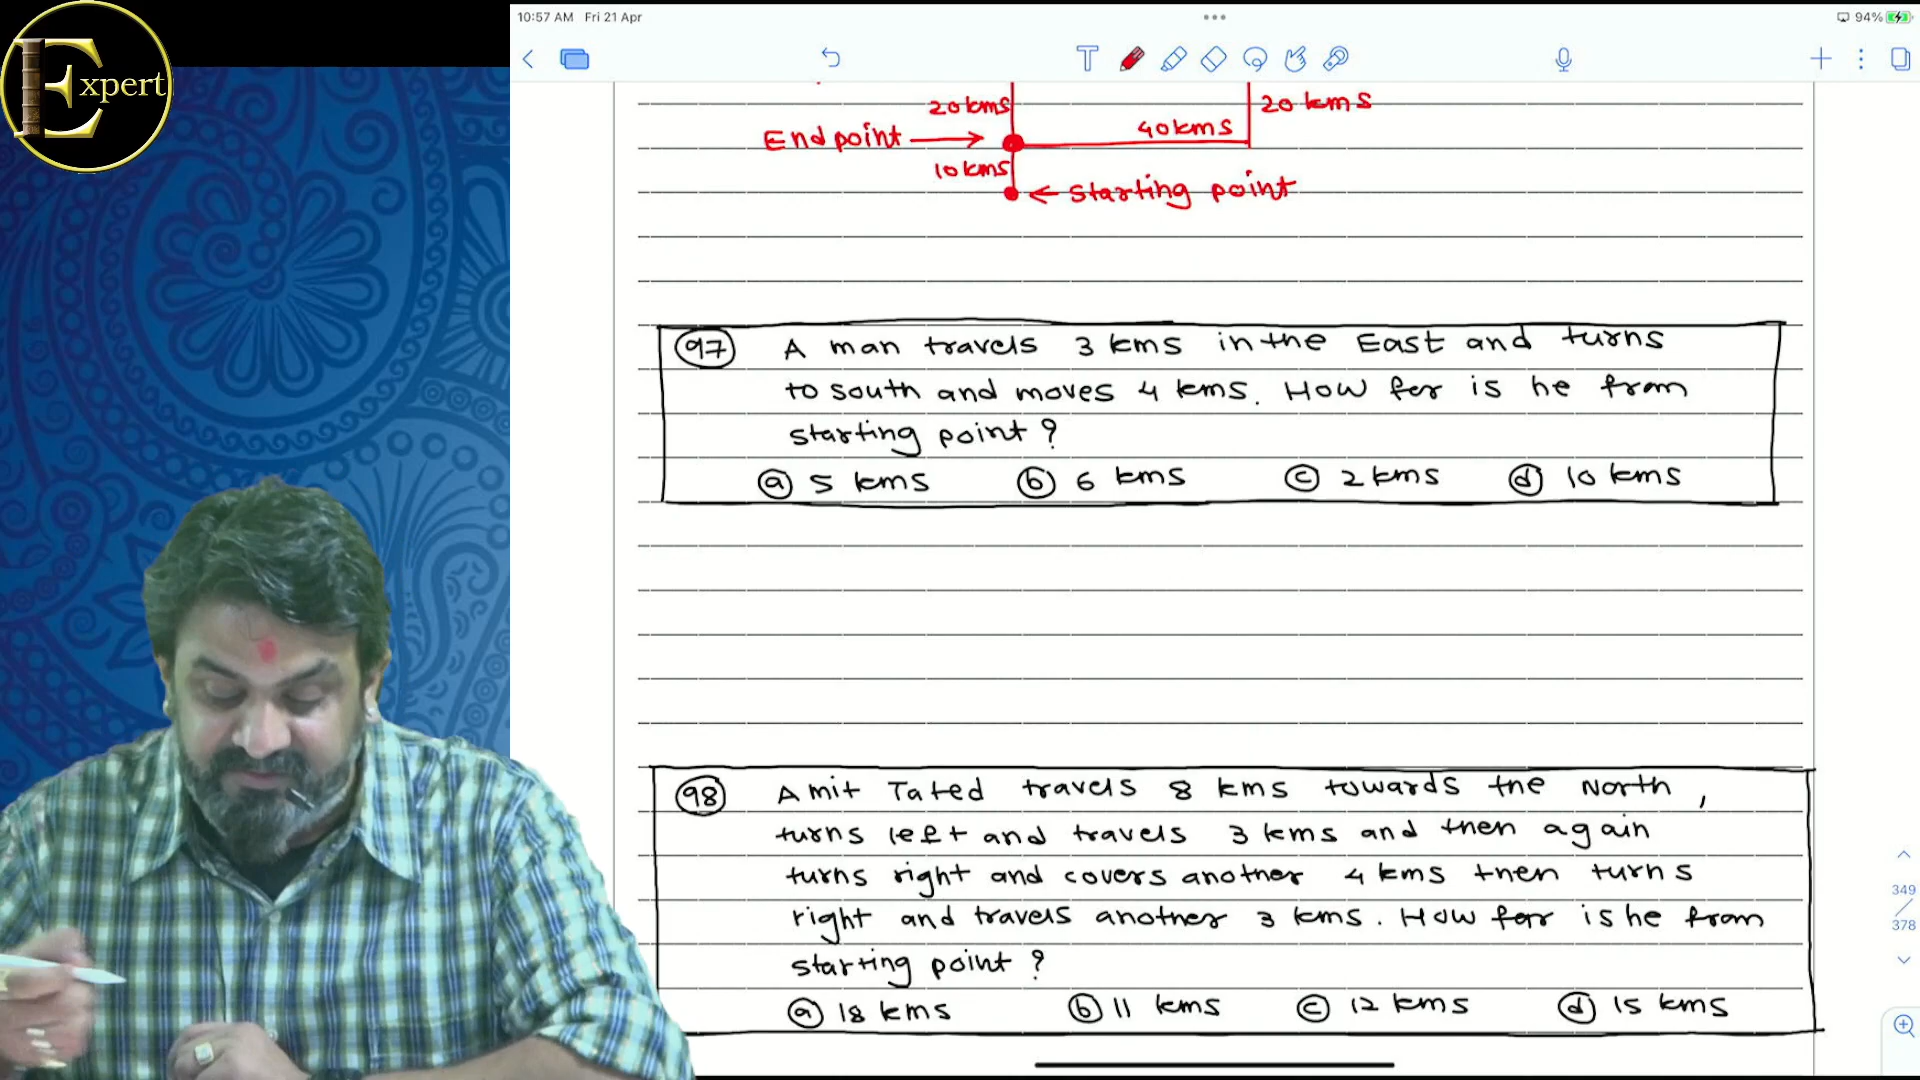 10:57 AM Fri 21 Apr
94%
Expert
20 kms
20 kms
40 kms
End point
10 kms
starting point
97 A man travels 3 kms in the East and turns
to south and moves 4 kms. How far is he from
starting point?
a 5 kms b 6 kms c 2 kms d 10 kms
98 Amit Tated travels 8 kms towards the North,
turns left and travels 3 kms and then again
turns right and covers another 4 kms then turns
right and travels another 3 kms. How far is he from
starting point?
a 18 kms b 11 kms c 12 kms d 15 kms
349
378